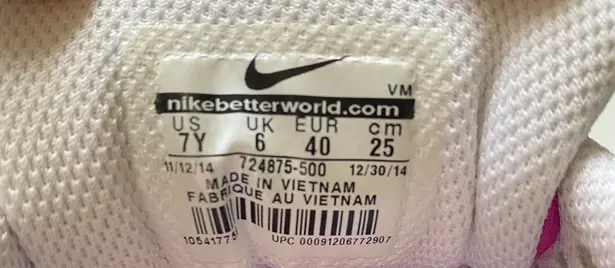 VM
nikebetterworld.com
US UK EUR cm
7Y 6 40 25
11/12/14 724875-500 12/30/14
MADE IN VIETNAM
FABRIQUE AU VIETNAM
UPC 00091206772907